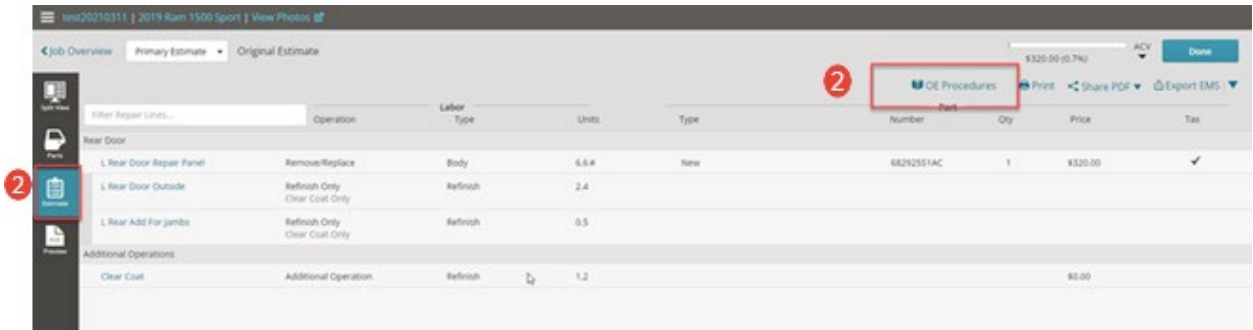 test20210311 | 2019 Ram 1500 Sport | View Photos
Job Overview Primary Estimate Original Estimate $320.00 (0.7%) ACV Done
2 OE Procedures Print Share PDF Export EMS
Split View
Filter Repair Lines... Operation Labor Type Units Type Part Number Qty Price Tax
Rear Door
Parts
L Rear Door Repair Panel Remove/Replace Body 6.6 # New 68292551AC 1 $320.00
2 Estimate
L Rear Door Outside Refinish Only Refinish 2.4
Clear Coat Only
L Rear Add For Jambs Refinish Only Refinish 0.5
Clear Coat Only
Preview
Additional Operations
Clear Coat Additional Operation Refinish 1.2 $0.00